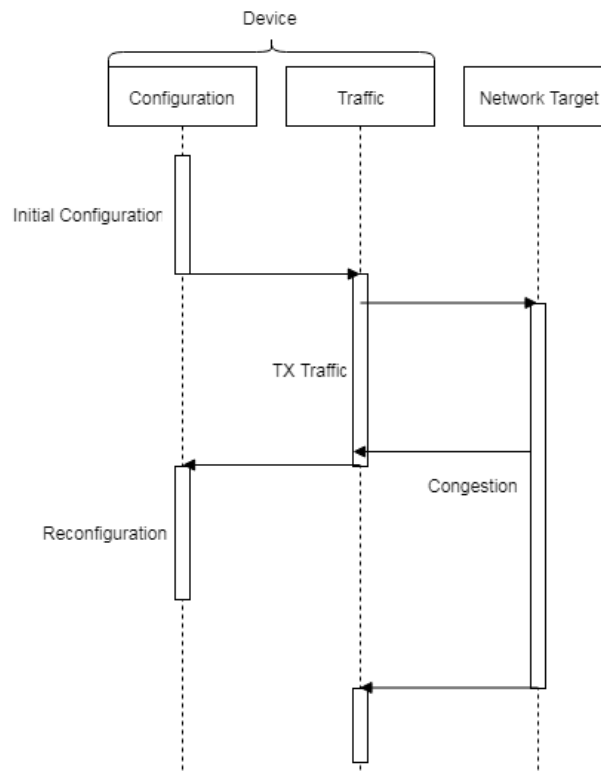 Device
Configuration
Traffic
Network Target
Initial Configuration
TX Traffic
Congestion
Reconfiguration